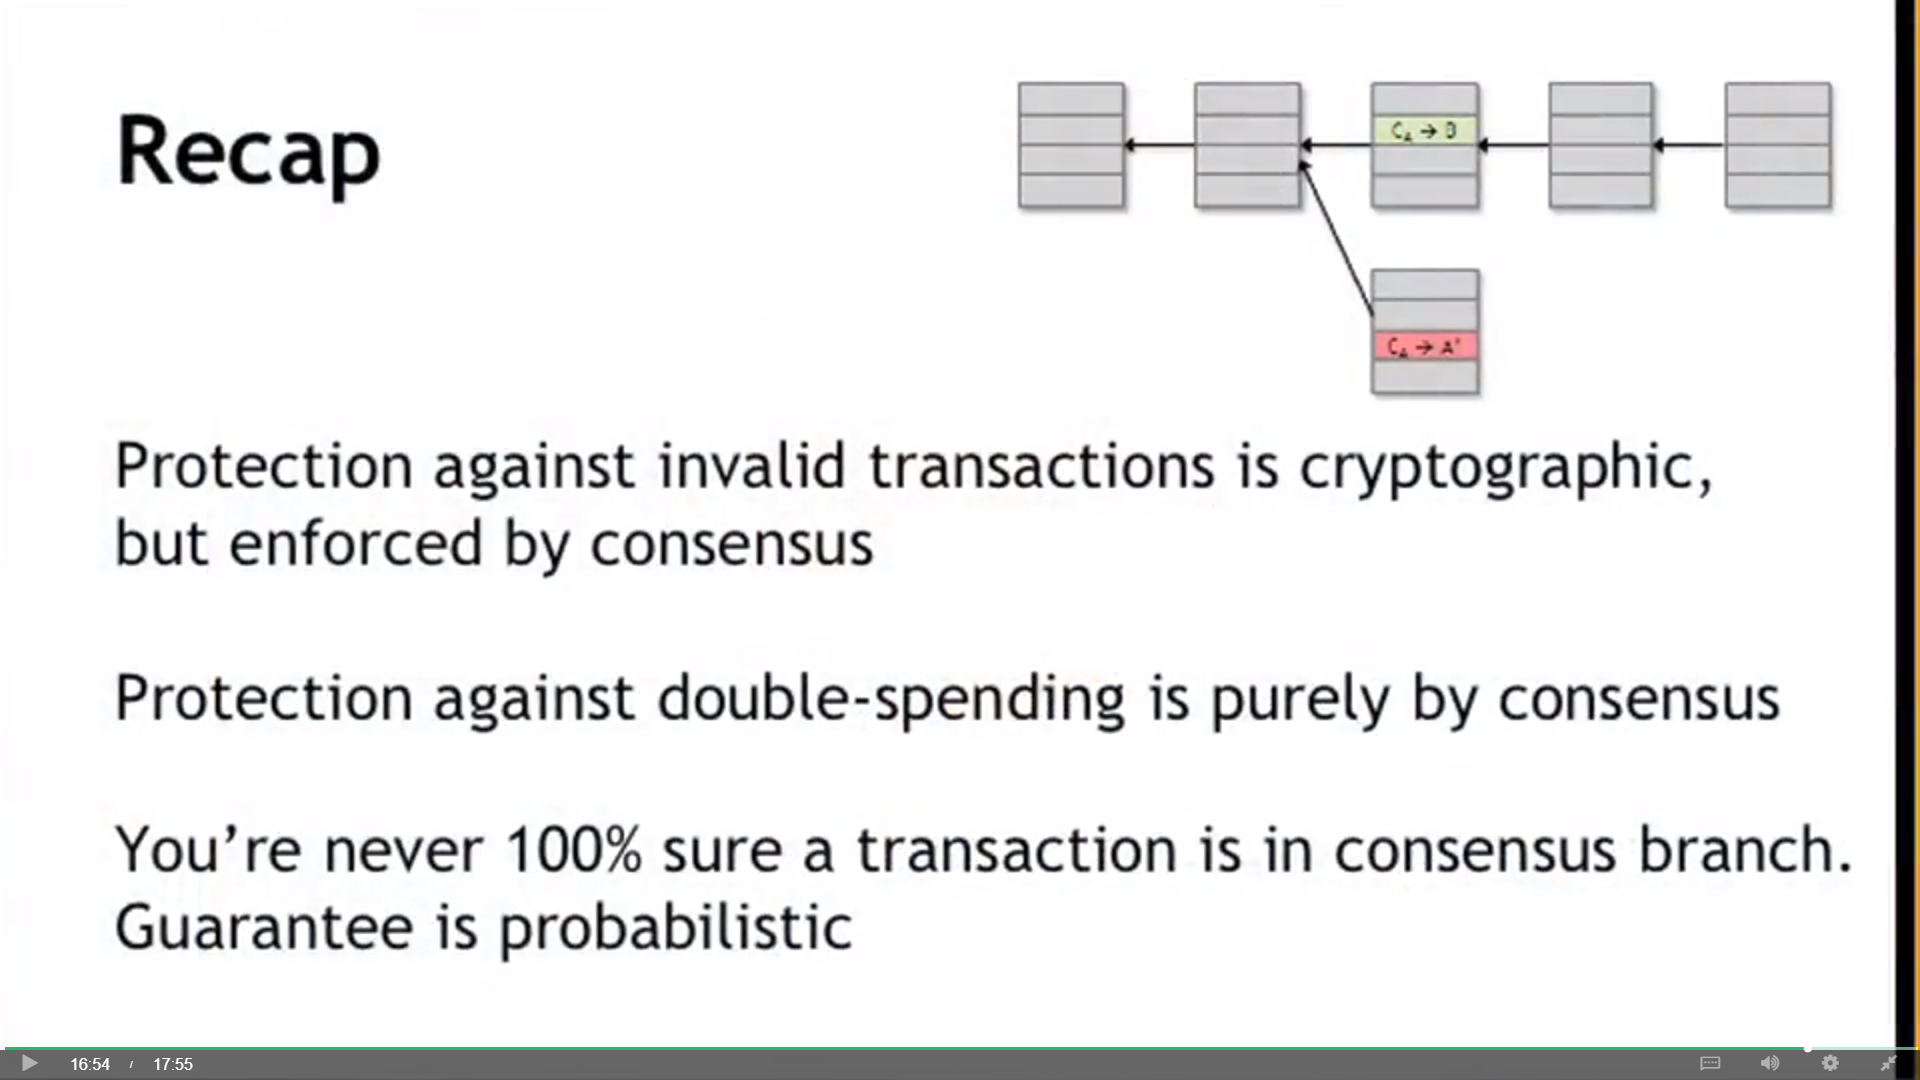 Recap
C_A → B
C_A → A'
Protection against invalid transactions is cryptographic,
but enforced by consensus
Protection against double-spending is purely by consensus
You’re never 100% sure a transaction is in consensus branch.
Guarantee is probabilistic
16:54 / 17:55